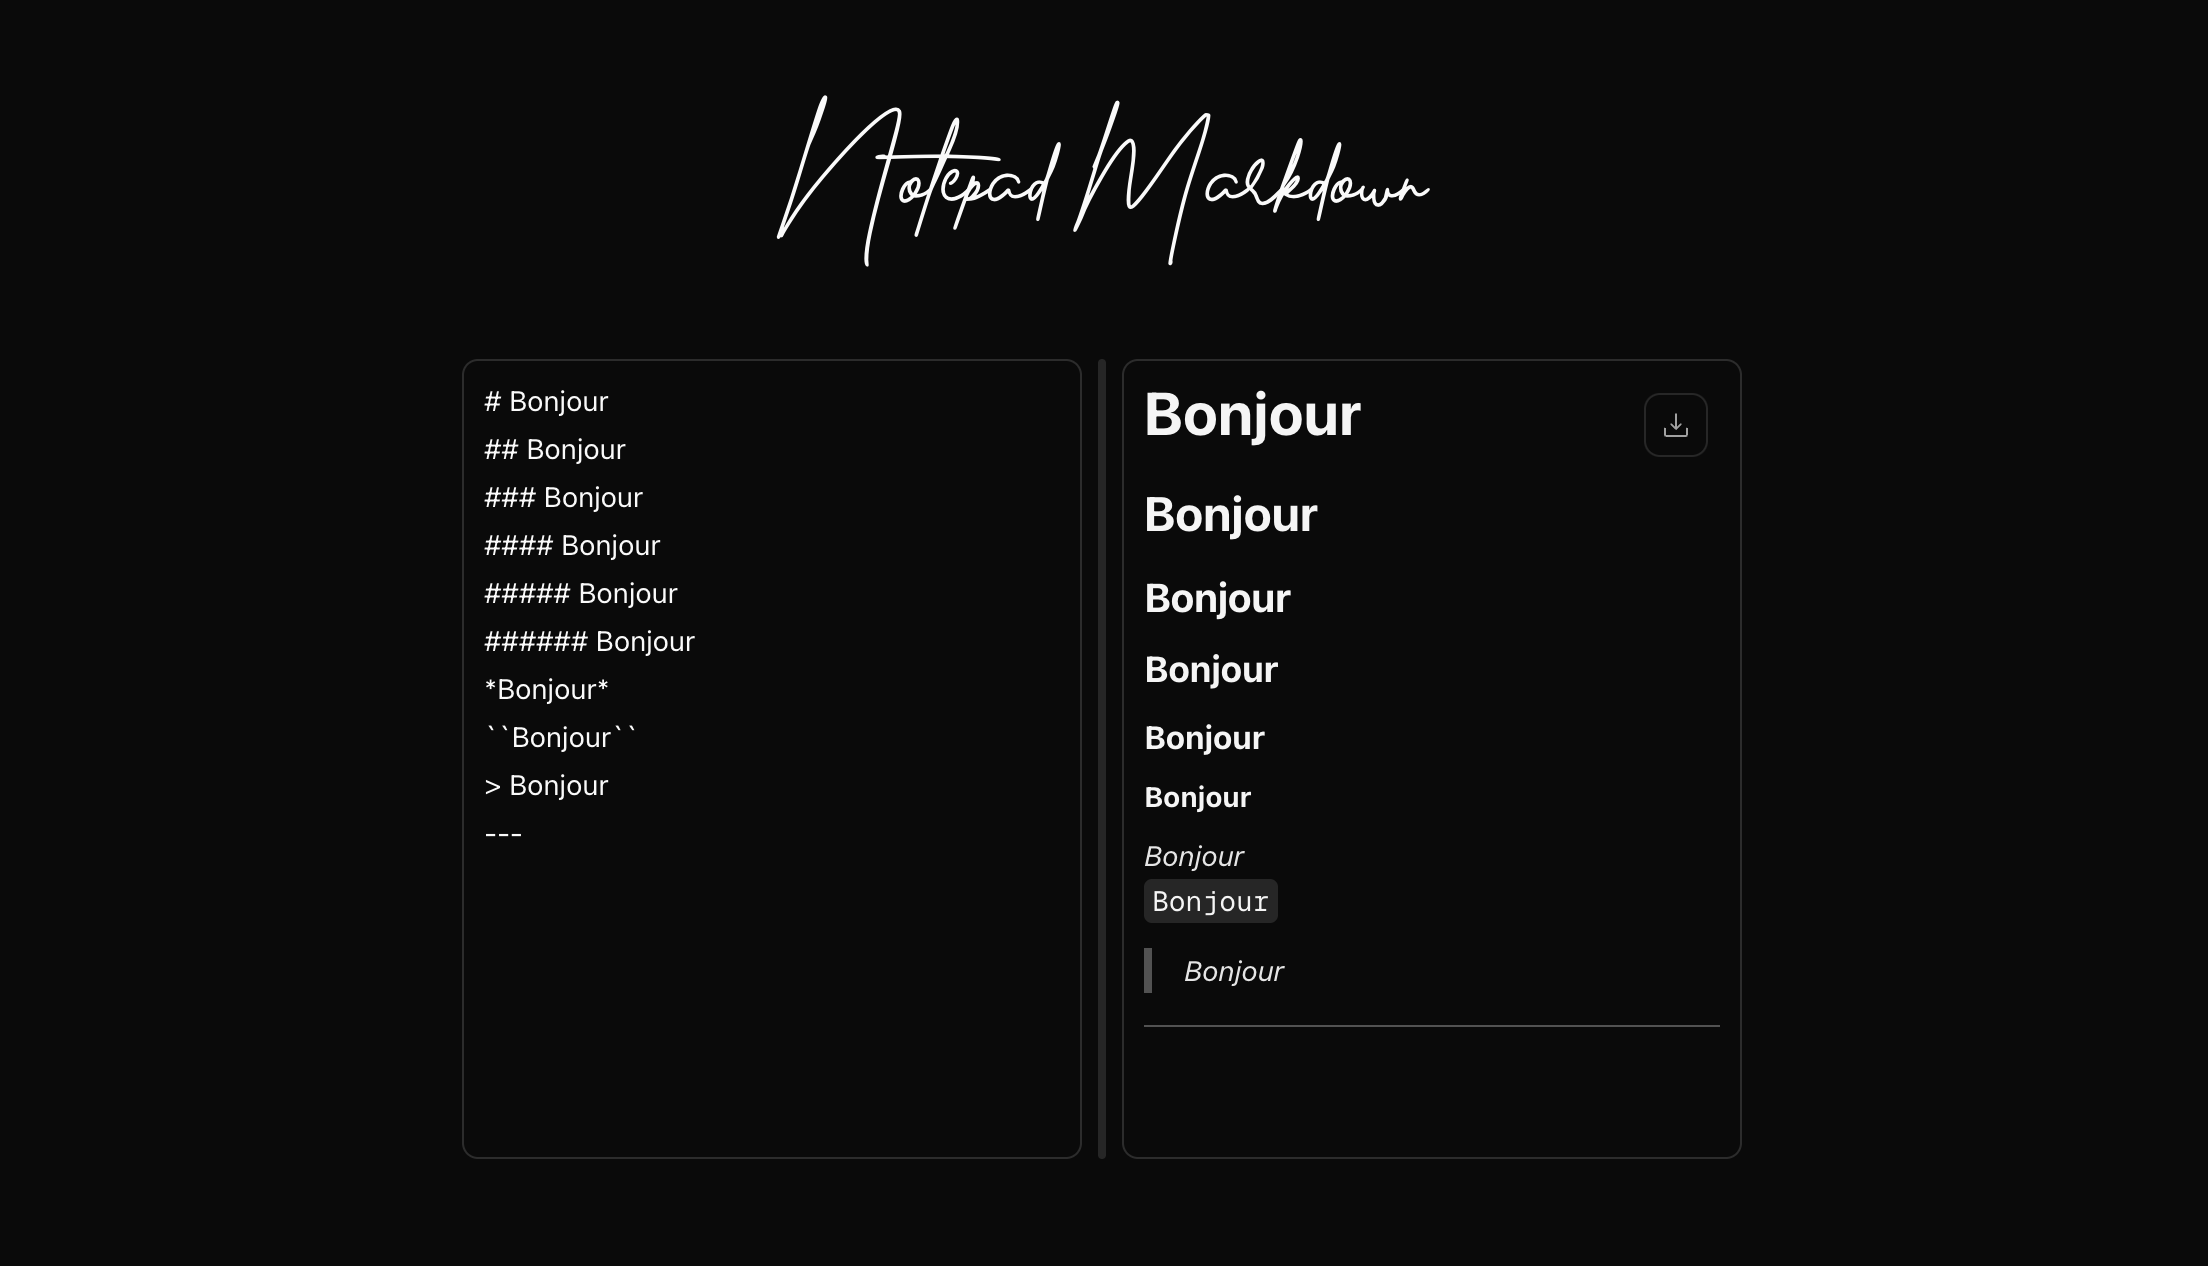 Notepad Markdown
# Bonjour
## Bonjour
### Bonjour
#### Bonjour
##### Bonjour
###### Bonjour
*Bonjour*
``Bonjour``
> Bonjour
---
Bonjour
Bonjour
Bonjour
Bonjour
Bonjour
Bonjour
Bonjour
Bonjour
Bonjour